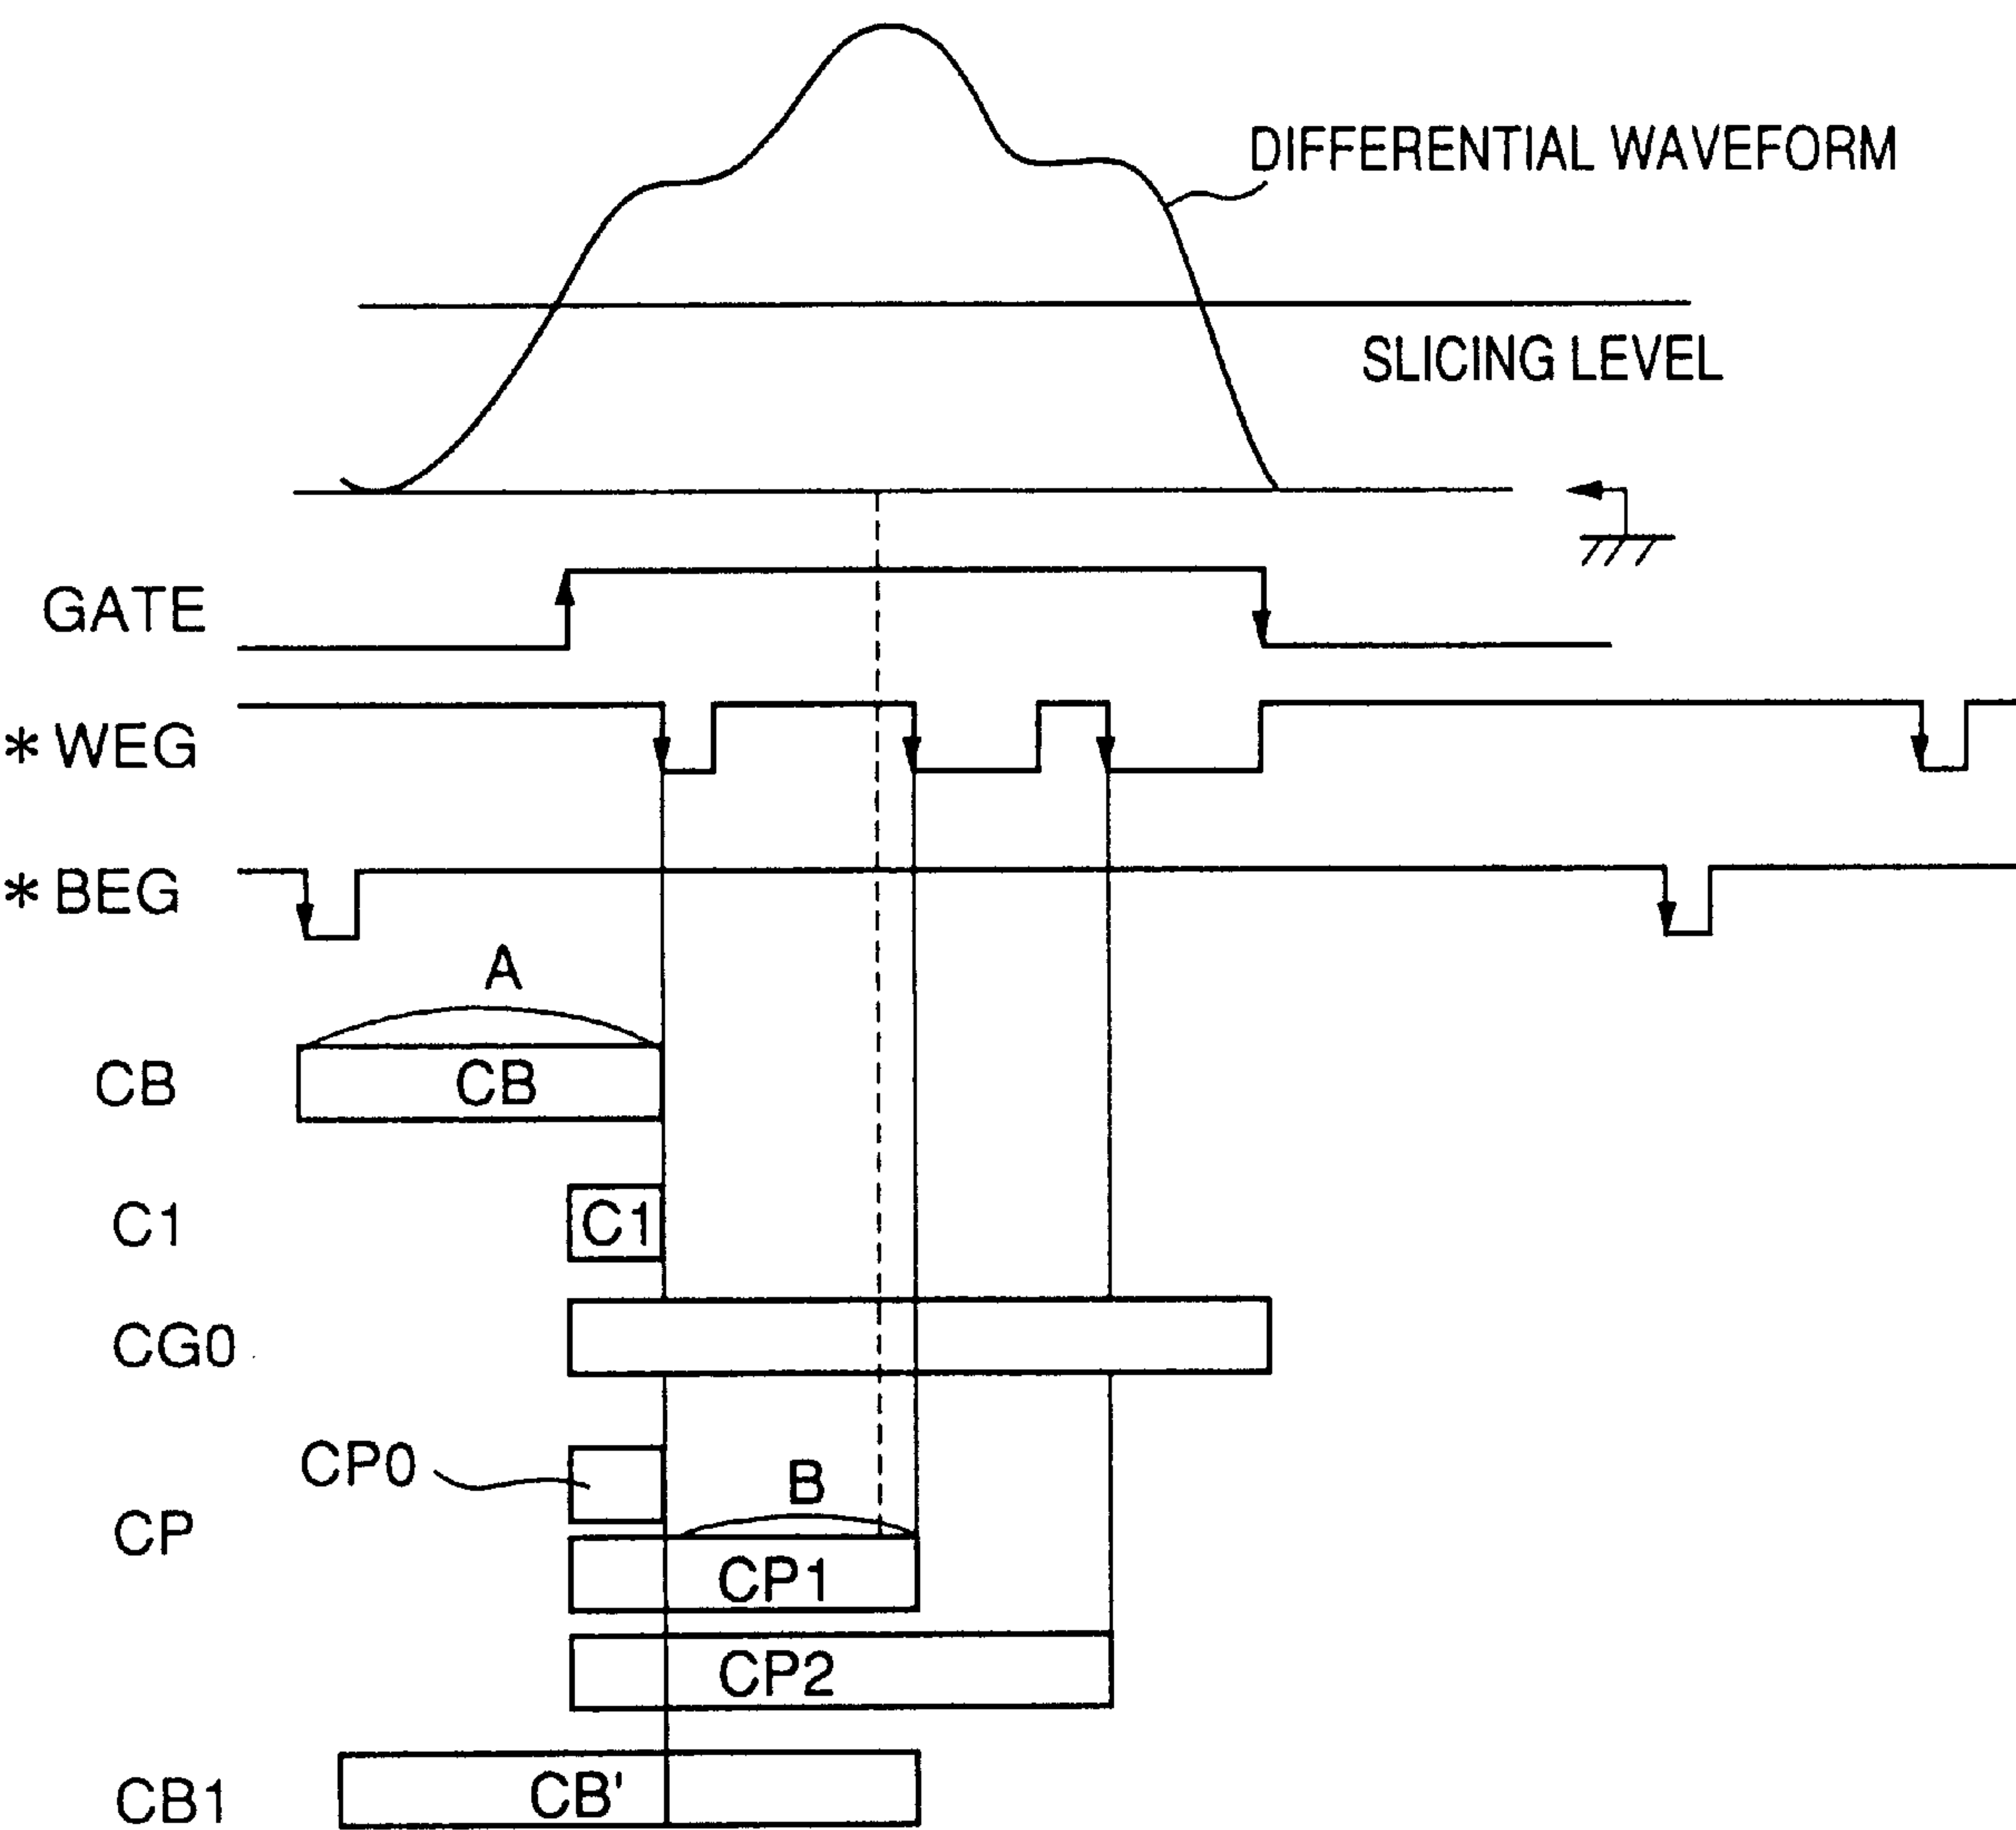 DIFFERENTIAL WAVEFORM
SLICING LEVEL
GATE
* WEG
* BEG
A
CB
CB
C1
C1
CG0
CP0
B
CP
CP1
CP2
CB1
CB'